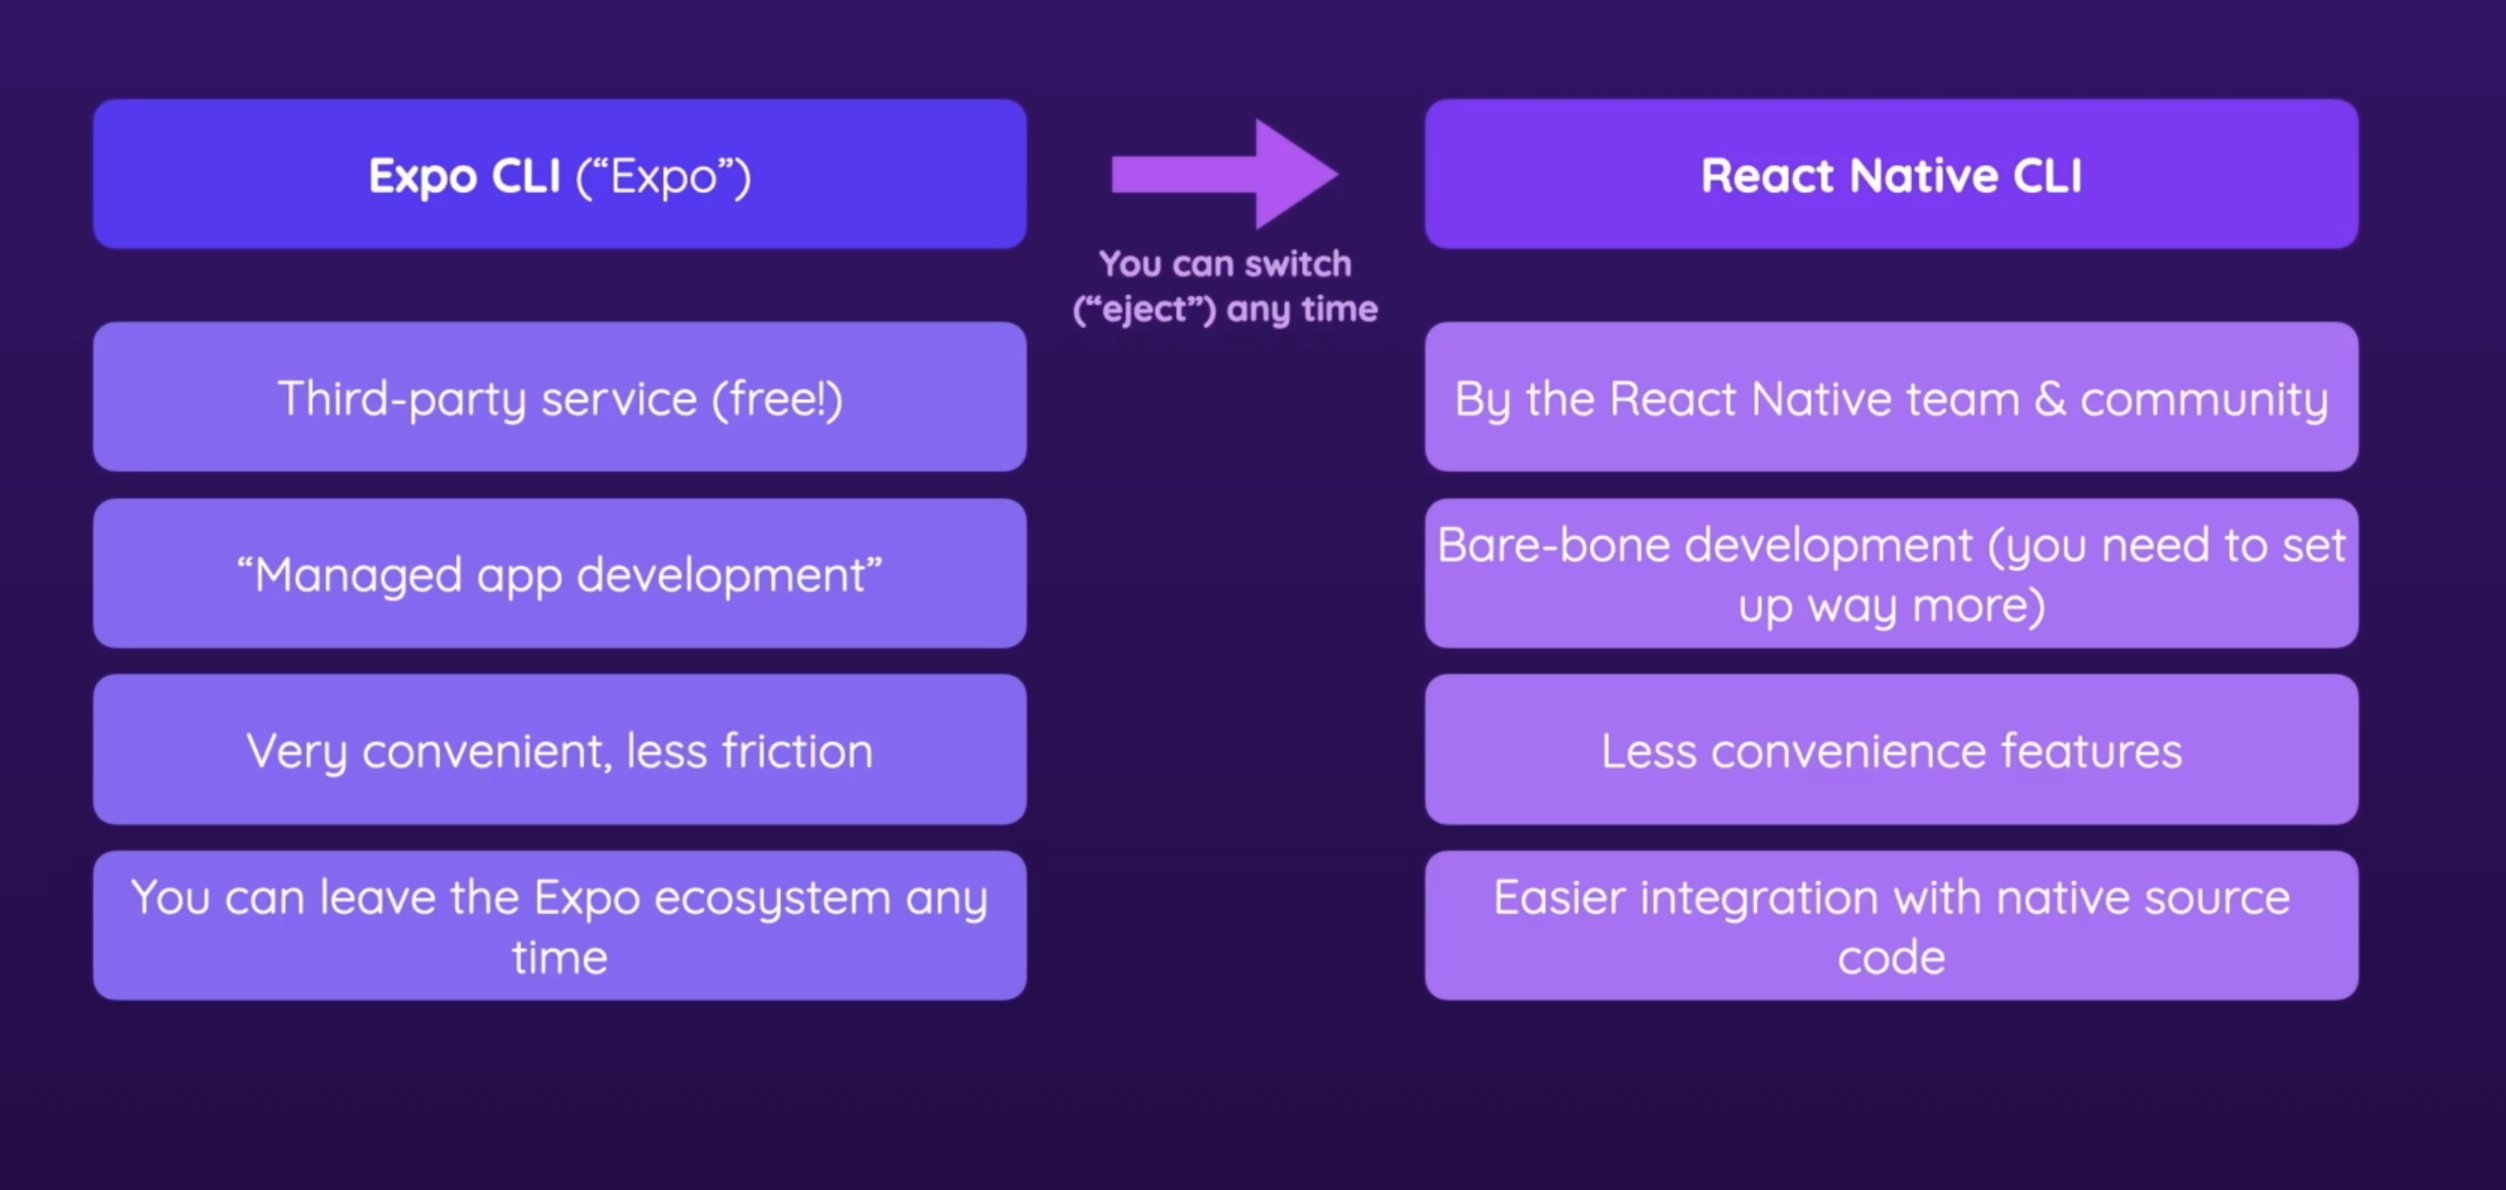 Expo CLI (“Expo”)
You can switch
(“eject”) any time
React Native CLI
Third-party service (free!)
By the React Native team & community
“Managed app development”
Bare-bone development (you need to set
up way more)
Very convenient, less friction
Less convenience features
You can leave the Expo ecosystem any
time
Easier integration with native source
code